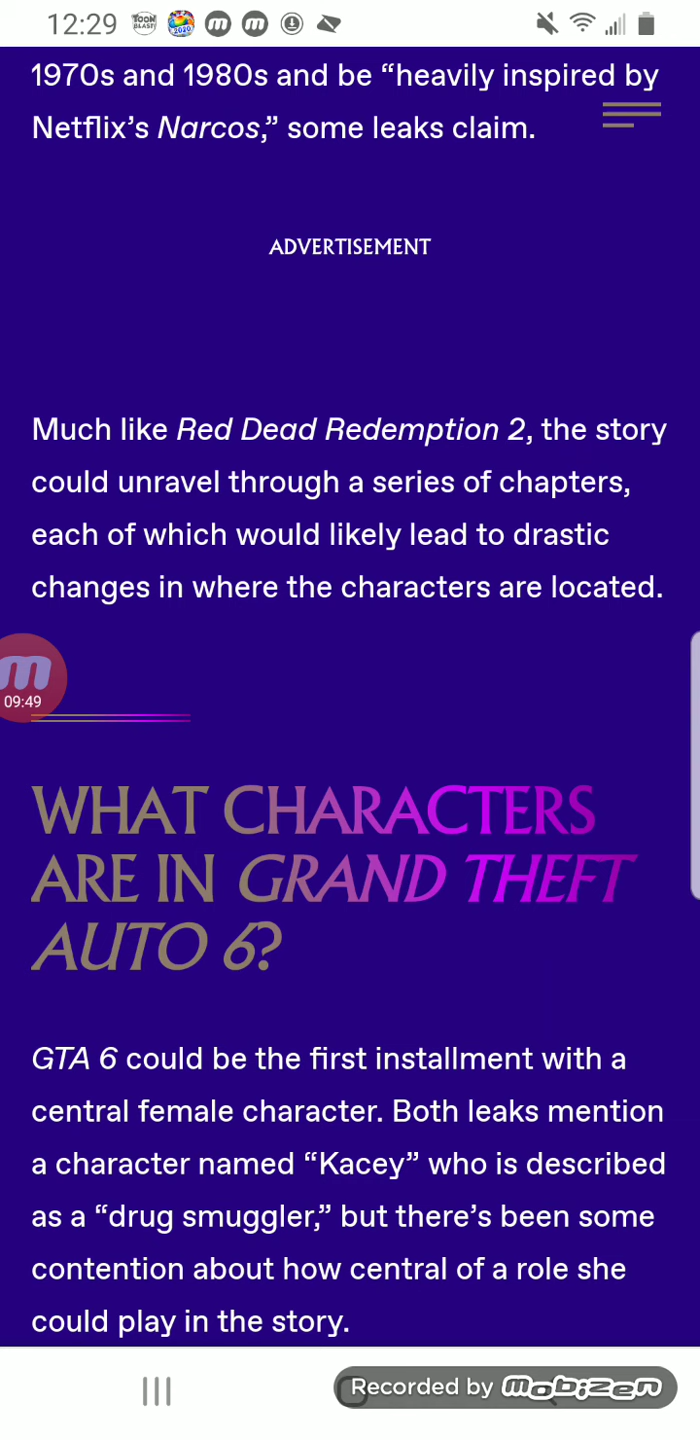 12:29
TOON BLAST!
2020
1970s and 1980s and be “heavily inspired by
Netflix’s Narcos,” some leaks claim.
ADVERTISEMENT
Much like Red Dead Redemption 2, the story
could unravel through a series of chapters,
each of which would likely lead to drastic
changes in where the characters are located.
m
09:49
WHAT CHARACTERS
ARE IN GRAND THEFT
AUTO 6?
GTA 6 could be the first installment with a
central female character. Both leaks mention
a character named “Kacey” who is described
as a “drug smuggler,” but there’s been some
contention about how central of a role she
could play in the story.
Recorded by mobizen